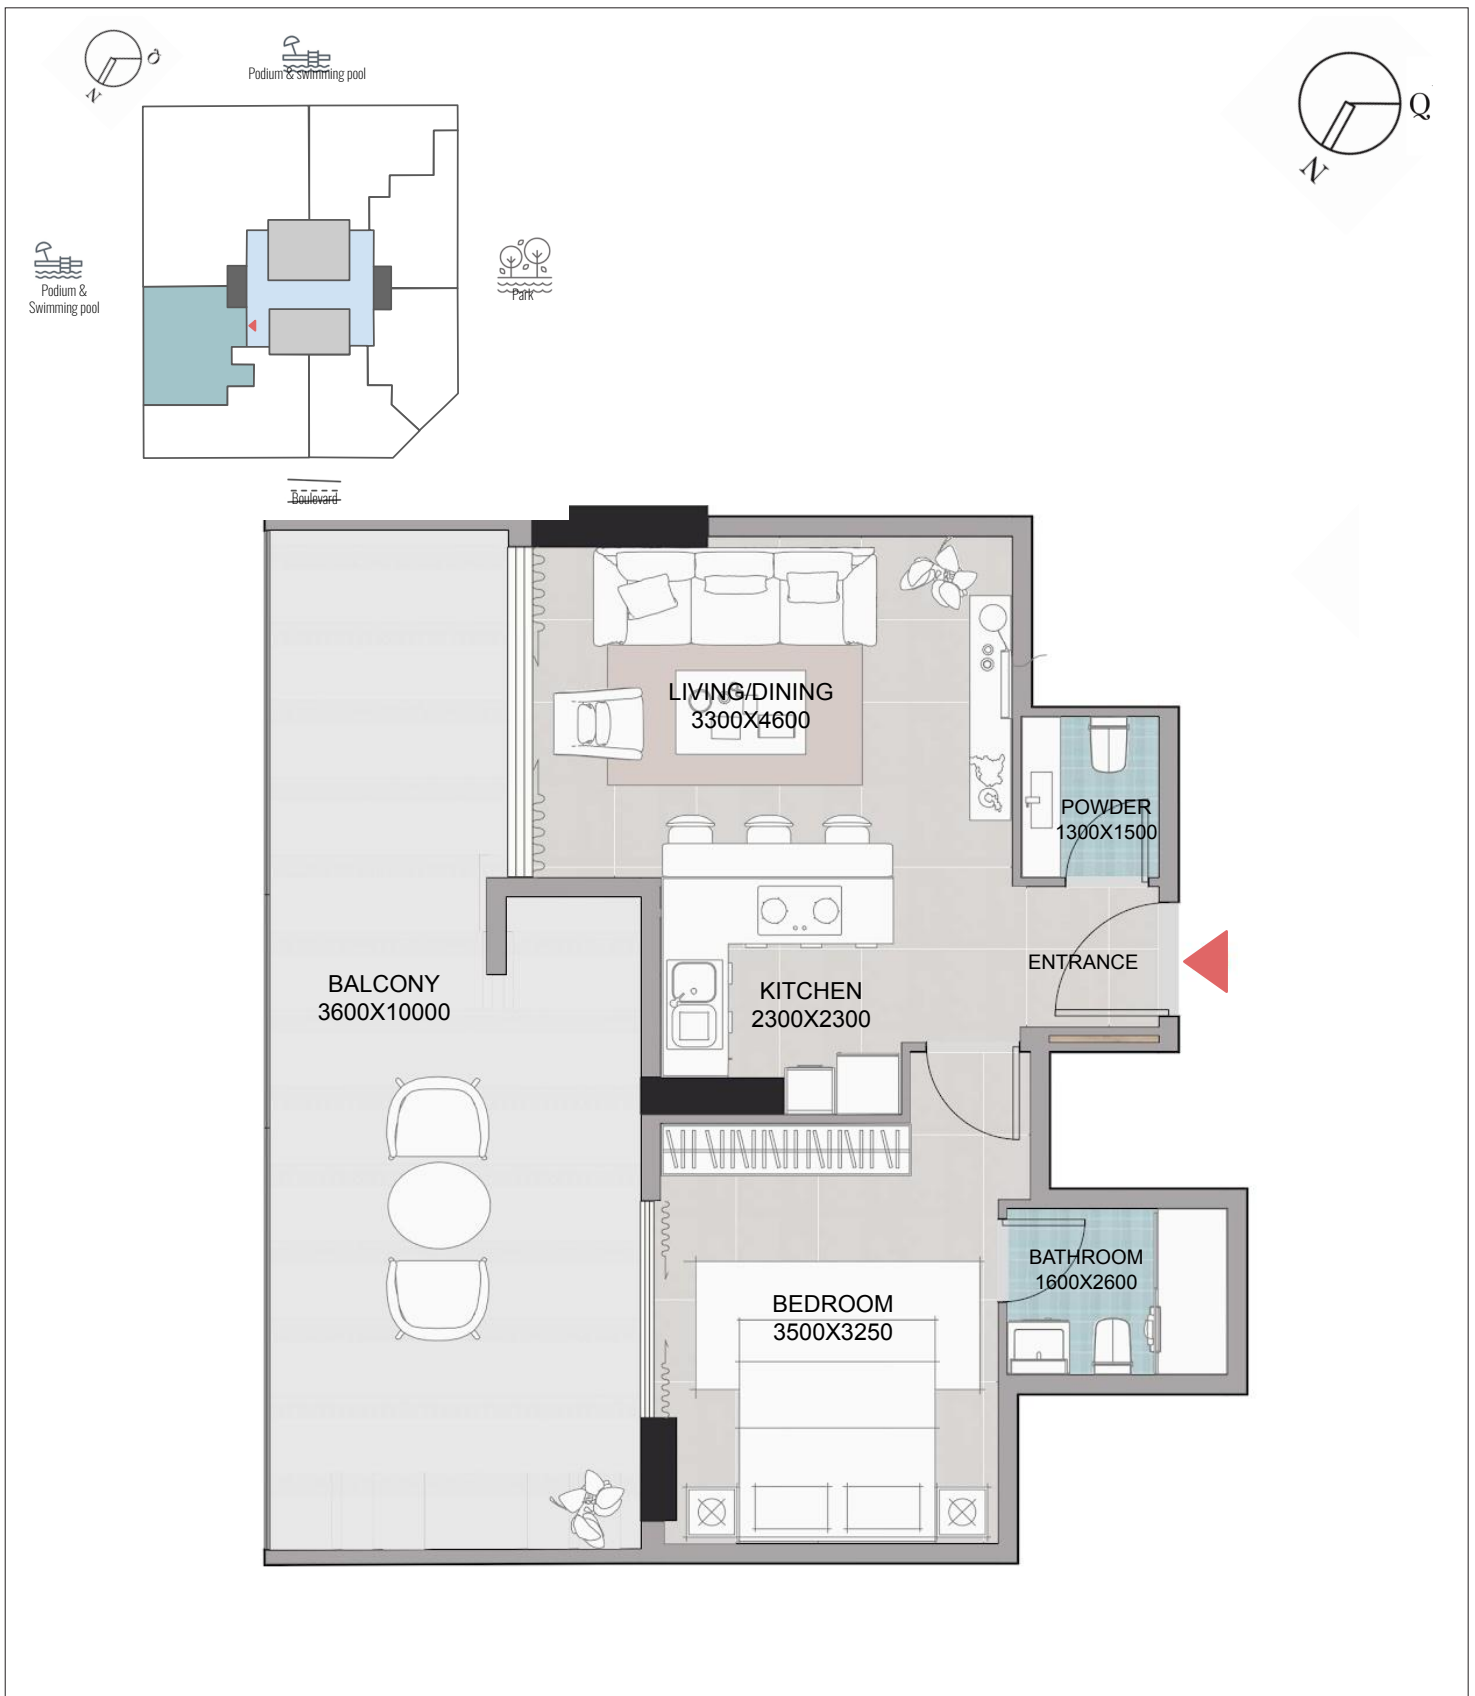 Podium & swimming pool
N
Q
N
Podium &
Swimming pool
Park
Boulevard
LIVING/DINING
3300X4600
POWDER
1300X1500
ENTRANCE
BALCONY
3600X10000
KITCHEN
2300X2300
BATHROOM
1600X2600
BEDROOM
3500X3250